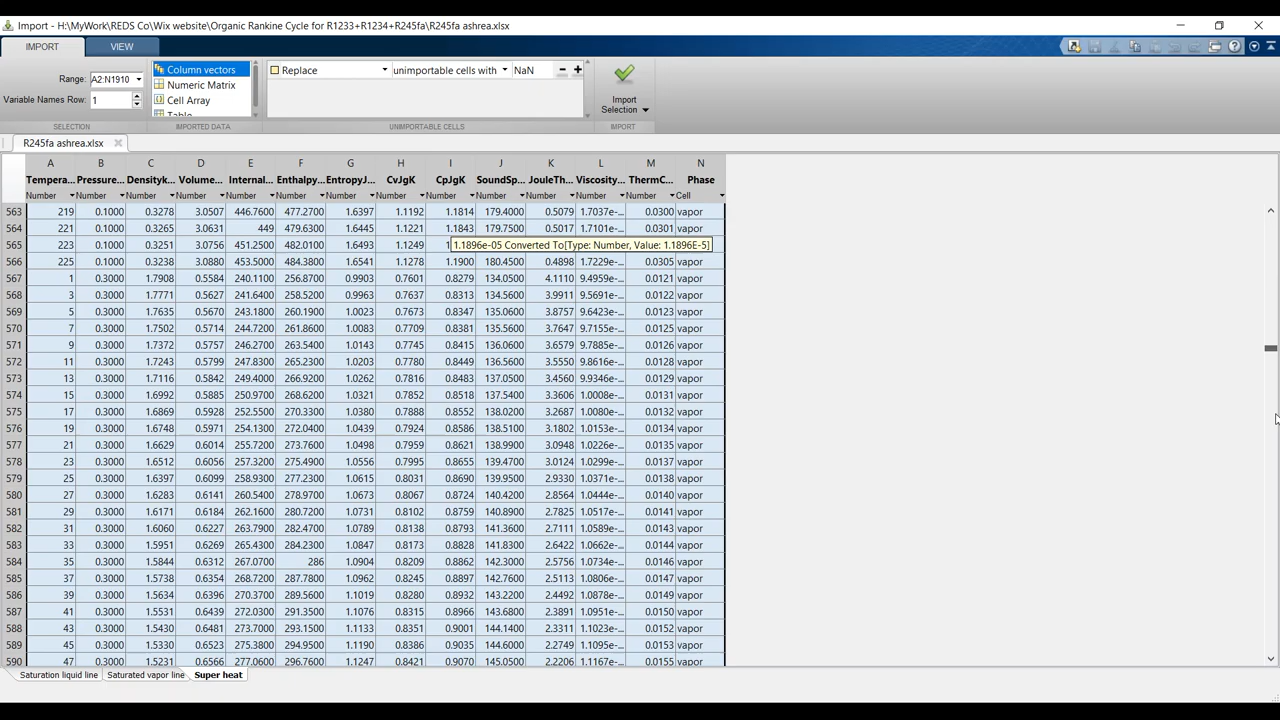 Import - H:\MyWork\REDS Co\Wix website\Organic Rankine Cycle for R1233+R1234+R245fa\R245fa ashrea.xlsx
IMPORT VIEW
Range: A2:N1910 Column vectors Replace unimportable cells with NaN
Numeric Matrix
Variable Names Row: 1 Cell Array Import
Table Selection
SELECTION IMPORTED DATA UNIMPORTABLE CELLS IMPORT
R245fa ashrea.xlsx
A B C D E F G H I J K L M N
Tempera... Pressure... Densityk... Volume... Internal... Enthalpy... EntropyJ... CvJgK CpJgK SoundSp... JouleTh... Viscosity... ThermC... Phase
Number Number Number Number Number Number Number Number Number Number Number Number Number Cell
563 219 0.1000 0.3278 3.0507 446.7600 477.2700 1.6397 1.1192 1.1814 179.4000 0.5079 1.7037e-... 0.0300 vapor
564 221 0.1000 0.3265 3.0631 449 479.6300 1.6445 1.1221 1.1843 179.7500 0.5017 1.7101e-... 0.0301 vapor
565 223 0.1000 0.3251 3.0756 451.2500 482.0100 1.6493 1.1249 1 1.1896e-05 Converted To[Type: Number, Value: 1.1896E-5]
566 225 0.1000 0.3238 3.0880 453.5000 484.3800 1.6541 1.1278 1.1900 180.4500 0.4898 1.7229e-... 0.0305 vapor
567 1 0.3000 1.7908 0.5584 240.1100 256.8700 0.9903 0.7601 0.8279 134.0500 4.1110 9.4959e-... 0.0121 vapor
568 3 0.3000 1.7771 0.5627 241.6400 258.5200 0.9963 0.7637 0.8313 134.5600 3.9911 9.5691e-... 0.0122 vapor
569 5 0.3000 1.7635 0.5670 243.1800 260.1900 1.0023 0.7673 0.8347 135.0600 3.8757 9.6423e-... 0.0123 vapor
570 7 0.3000 1.7502 0.5714 244.7200 261.8600 1.0083 0.7709 0.8381 135.5600 3.7647 9.7155e-... 0.0125 vapor
571 9 0.3000 1.7372 0.5757 246.2700 263.5400 1.0143 0.7745 0.8415 136.0600 3.6579 9.7885e-... 0.0126 vapor
572 11 0.3000 1.7243 0.5799 247.8300 265.2300 1.0203 0.7780 0.8449 136.5600 3.5550 9.8616e-... 0.0128 vapor
573 13 0.3000 1.7116 0.5842 249.4000 266.9200 1.0262 0.7816 0.8483 137.0500 3.4560 9.9346e-... 0.0129 vapor
574 15 0.3000 1.6992 0.5885 250.9700 268.6200 1.0321 0.7852 0.8518 137.5400 3.3606 1.0008e-... 0.0131 vapor
575 17 0.3000 1.6869 0.5928 252.5500 270.3300 1.0380 0.7888 0.8552 138.0200 3.2687 1.0080e-... 0.0132 vapor
576 19 0.3000 1.6748 0.5971 254.1300 272.0400 1.0439 0.7924 0.8586 138.5100 3.1802 1.0153e-... 0.0134 vapor
577 21 0.3000 1.6629 0.6014 255.7200 273.7600 1.0498 0.7959 0.8621 138.9900 3.0948 1.0226e-... 0.0135 vapor
578 23 0.3000 1.6512 0.6056 257.3200 275.4900 1.0556 0.7995 0.8655 139.4700 3.0124 1.0299e-... 0.0137 vapor
579 25 0.3000 1.6397 0.6099 258.9300 277.2300 1.0615 0.8031 0.8690 139.9500 2.9330 1.0371e-... 0.0138 vapor
580 27 0.3000 1.6283 0.6141 260.5400 278.9700 1.0673 0.8067 0.8724 140.4200 2.8564 1.0444e-... 0.0140 vapor
581 29 0.3000 1.6171 0.6184 262.1600 280.7200 1.0731 0.8102 0.8759 140.8900 2.7825 1.0517e-... 0.0141 vapor
582 31 0.3000 1.6060 0.6227 263.7900 282.4700 1.0789 0.8138 0.8793 141.3600 2.7111 1.0589e-... 0.0143 vapor
583 33 0.3000 1.5951 0.6269 265.4300 284.2300 1.0847 0.8173 0.8828 141.8300 2.6422 1.0662e-... 0.0144 vapor
584 35 0.3000 1.5844 0.6312 267.0700 286 1.0904 0.8209 0.8862 142.3000 2.5756 1.0734e-... 0.0146 vapor
585 37 0.3000 1.5738 0.6354 268.7200 287.7800 1.0962 0.8245 0.8897 142.7600 2.5113 1.0806e-... 0.0147 vapor
586 39 0.3000 1.5634 0.6396 270.3700 289.5600 1.1019 0.8280 0.8932 143.2200 2.4492 1.0878e-... 0.0149 vapor
587 41 0.3000 1.5531 0.6439 272.0300 291.3500 1.1076 0.8315 0.8966 143.6800 2.3891 1.0951e-... 0.0150 vapor
588 43 0.3000 1.5430 0.6481 273.7000 293.1500 1.1133 0.8351 0.9001 144.1400 2.3311 1.1023e-... 0.0152 vapor
589 45 0.3000 1.5330 0.6523 275.3800 294.9500 1.1190 0.8386 0.9035 144.6000 2.2749 1.1095e-... 0.0153 vapor
590 47 0.3000 1.5231 0.6566 277.0600 296.7600 1.1247 0.8421 0.9070 145.0500 2.2206 1.1167e-... 0.0155 vapor
Saturation liquid line Saturated vapor line Super heat